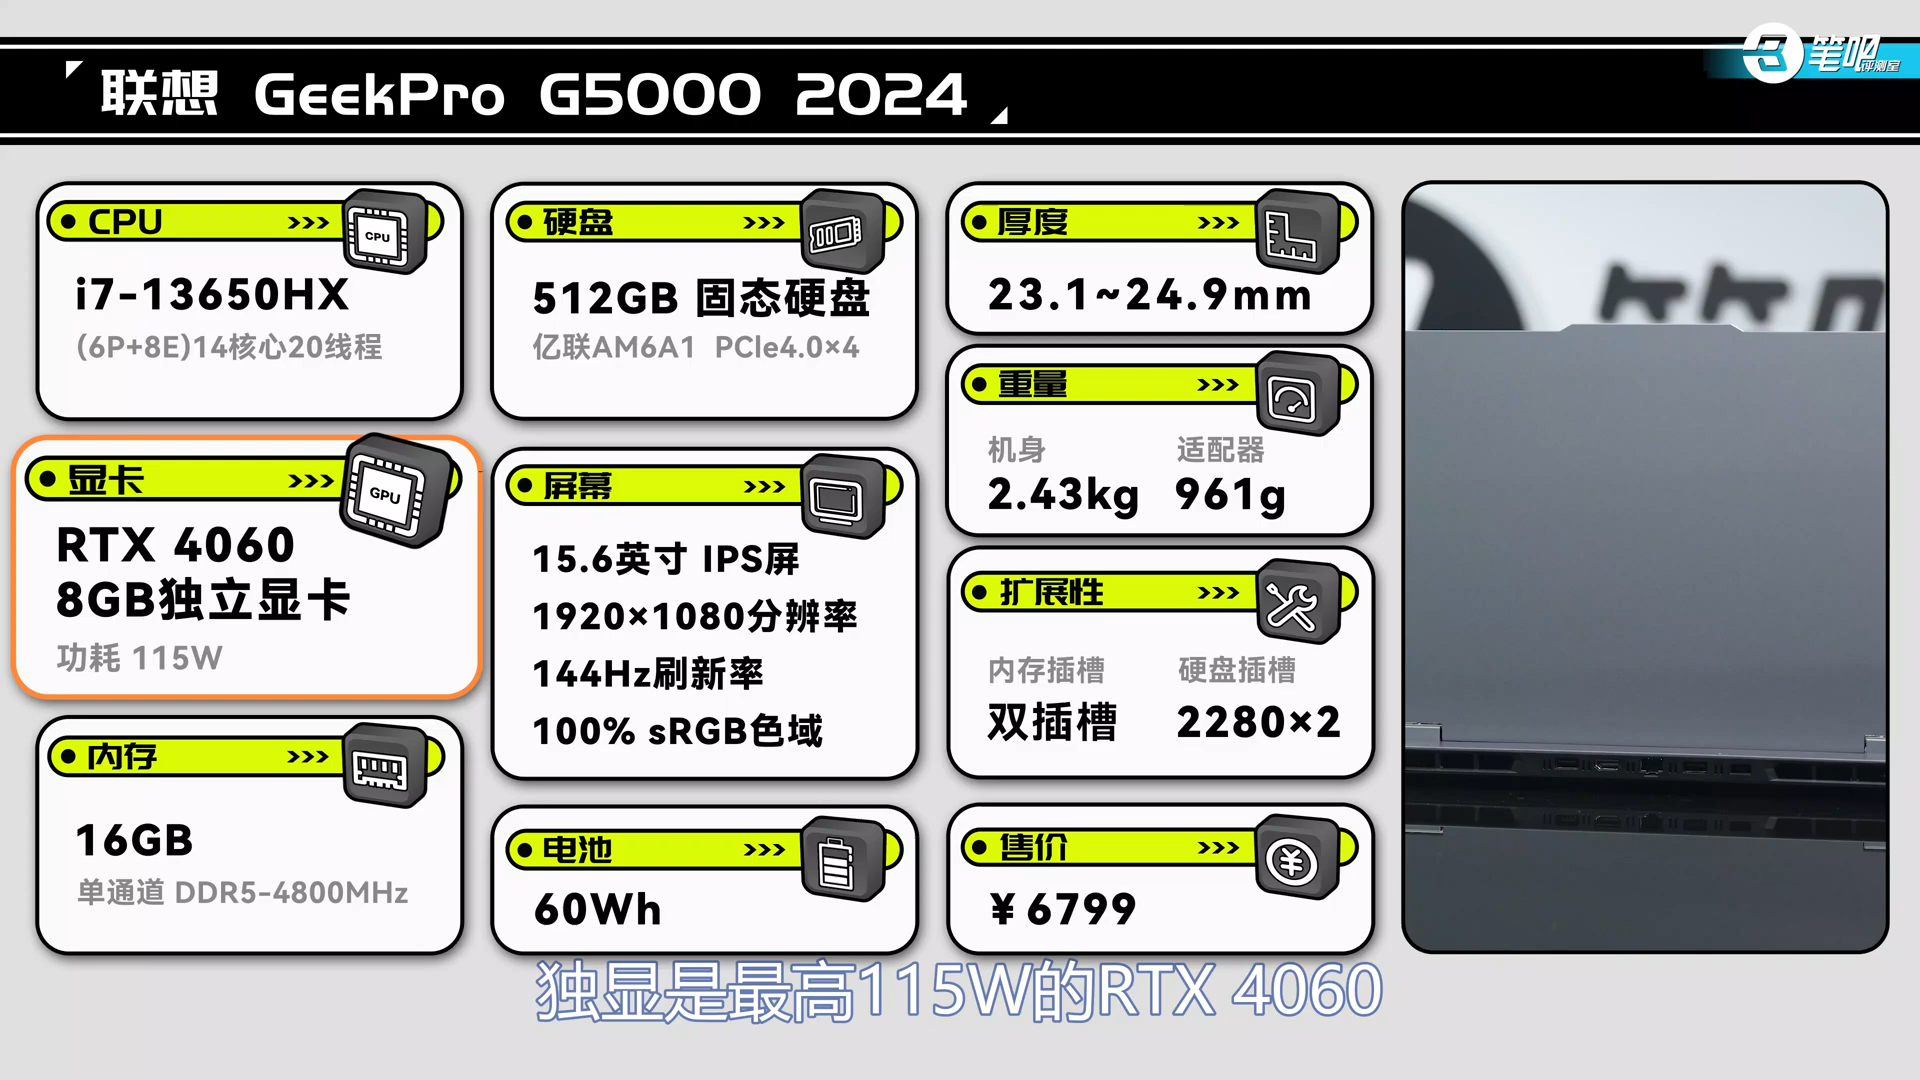 联想 GeekPro G5000 2024
笔吧评测室
CPU
CPU
i7-13650HX
(6P+8E)14核心20线程
显卡
GPU
RTX 4060
8GB独立显卡
功耗 115W
内存
16GB
单通道 DDR5-4800MHz
硬盘
512GB 固态硬盘
亿联AM6A1 PCIe4.0×4
屏幕
15.6英寸 IPS屏
1920×1080分辨率
144Hz刷新率
100% sRGB色域
电池
60Wh
厚度
23.1~24.9mm
重量
机身 适配器
2.43kg 961g
扩展性
内存插槽 硬盘插槽
双插槽 2280×2
售价
¥6799
独显是最高115W的RTX 4060